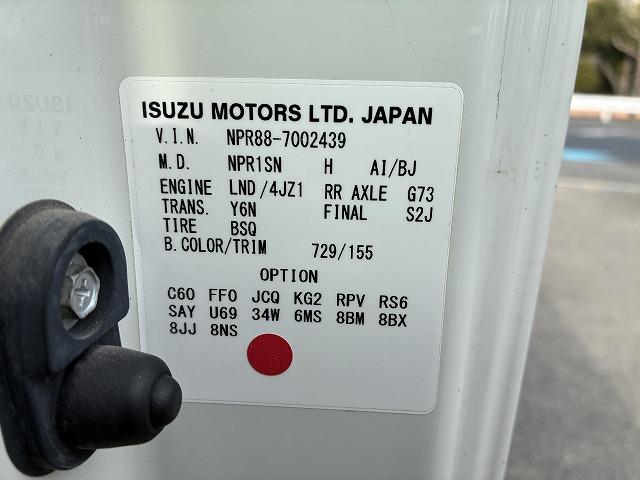 ISUZU MOTORS LTD. JAPAN
V.I.N. NPR88-7002439
M.D. NPR1SN H AI/BJ
ENGINE LND/4JZ1 RR AXLE G73
TRANS. Y6N FINAL S2J
TIRE BSQ
B.COLOR/TRIM 729/155
OPTION
C60 FF0 JCQ KG2 RPV RS6
SAY U69 34W 6MS 8BM 8BX
8JJ 8NS